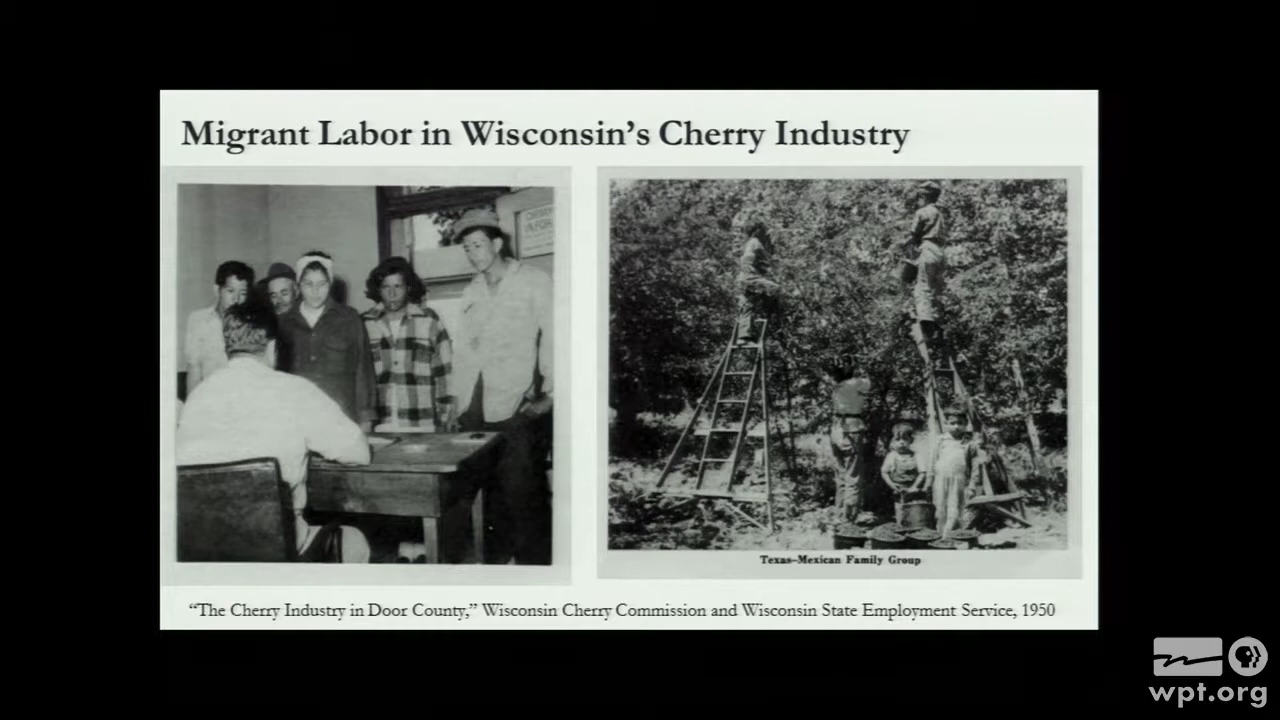 Migrant Labor in Wisconsin's Cherry Industry
Texas–Mexican Family Group
"The Cherry Industry in Door County," Wisconsin Cherry Commission and Wisconsin State Employment Service, 1950
PBS
wpt.org